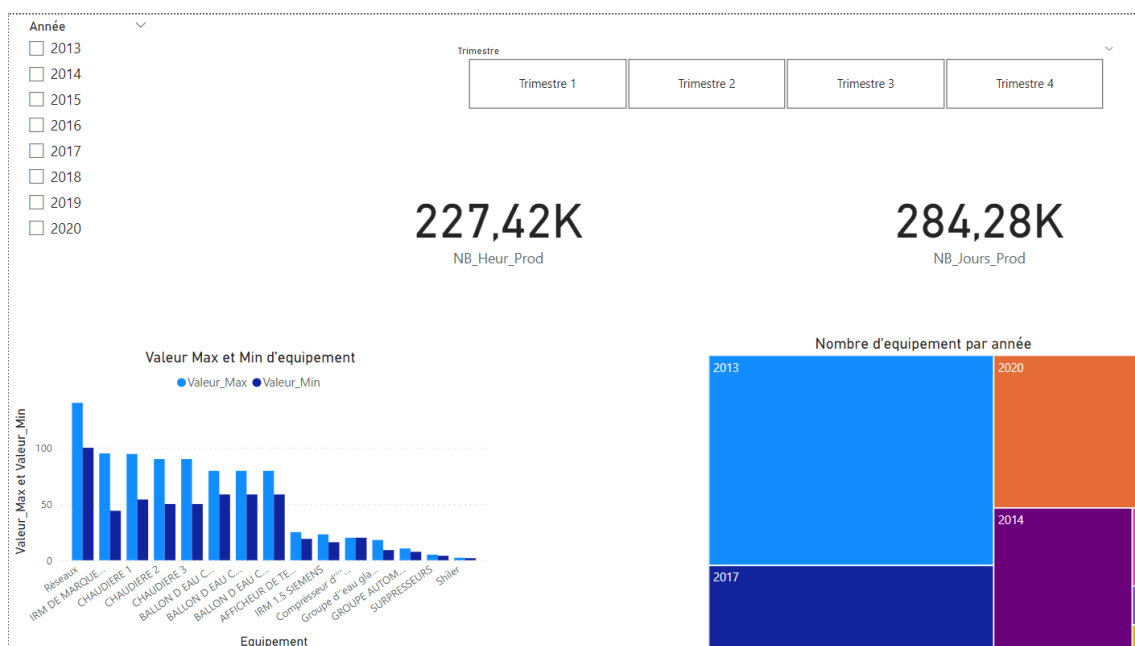 Année
2013
2014
2015
2016
2017
2018
2019
2020
Trimestre
Trimestre 1
Trimestre 2
Trimestre 3
Trimestre 4
227,42K
NB_Heur_Prod
284,28K
NB_Jours_Prod
Valeur Max et Min d'equipement
Valeur_Max Valeur_Min
Valeur_Max et Valeur_Min
100
50
0
Réseaux
IRM DE MARQUE...
CHAUDIERE 1
CHAUDIERE 2
CHAUDIERE 3
BALLON D EAU C...
BALLON D EAU C...
BALLON D EAU C...
AFFICHEUR DE TE...
IRM 1.5 SIEMENS
Comprèsseur d'...
Groupe d''eau gla...
GROUPE AUTOM...
SURPRESSEURS
Shiler
Equipement
Nombre d'equipement par année
2013
2020
2014
2017